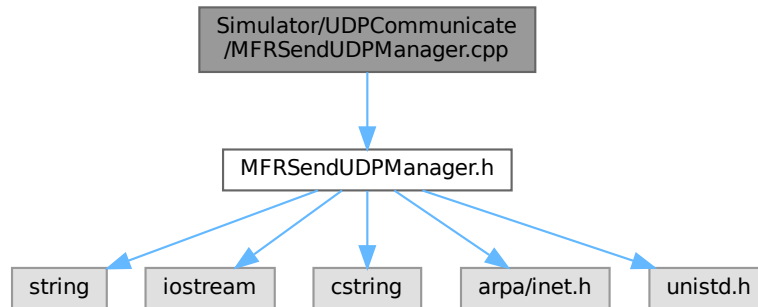 Simulator/UDPCommunicate
/MFRSendUDPManager.cpp
MFRSendUDPManager.h
string
iostream
cstring
arpa/inet.h
unistd.h